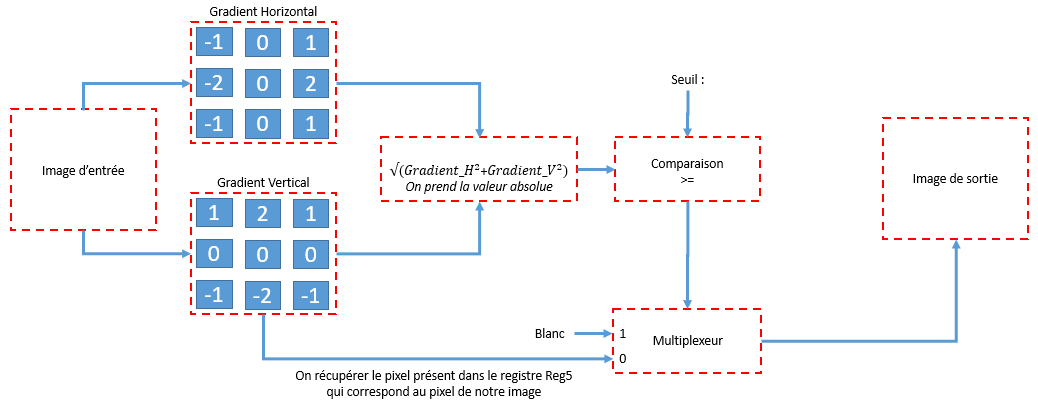 Gradient Horizontal
-1 0 1
-2 0 2
-1 0 1
Seuil :
Image d'entrée
√(Gradient_H²+Gradient_V²)
On prend la valeur absolue
Comparaison
>=
Image de sortie
Gradient Vertical
1 2 1
0 0 0
-1 -2 -1
Blanc
1
0
Multiplexeur
On récupérer le pixel présent dans le registre Reg5
qui correspond au pixel de notre image